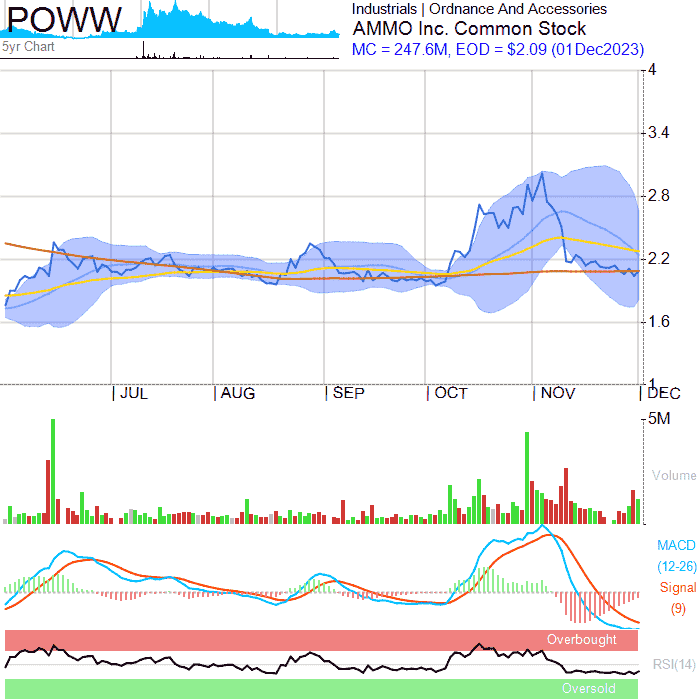 POWW
5yr Chart
Industrials | Ordnance And Accessories
AMMO Inc. Common Stock
MC = 247.6M, EOD = $2.09 (01Dec2023)
4
3.4
2.8
2.2
1.6
1
JUL
AUG
SEP
OCT
NOV
DEC
5M
Volume
MACD
(12-26)
Signal
(9)
Overbought
RSI(14)
Oversold